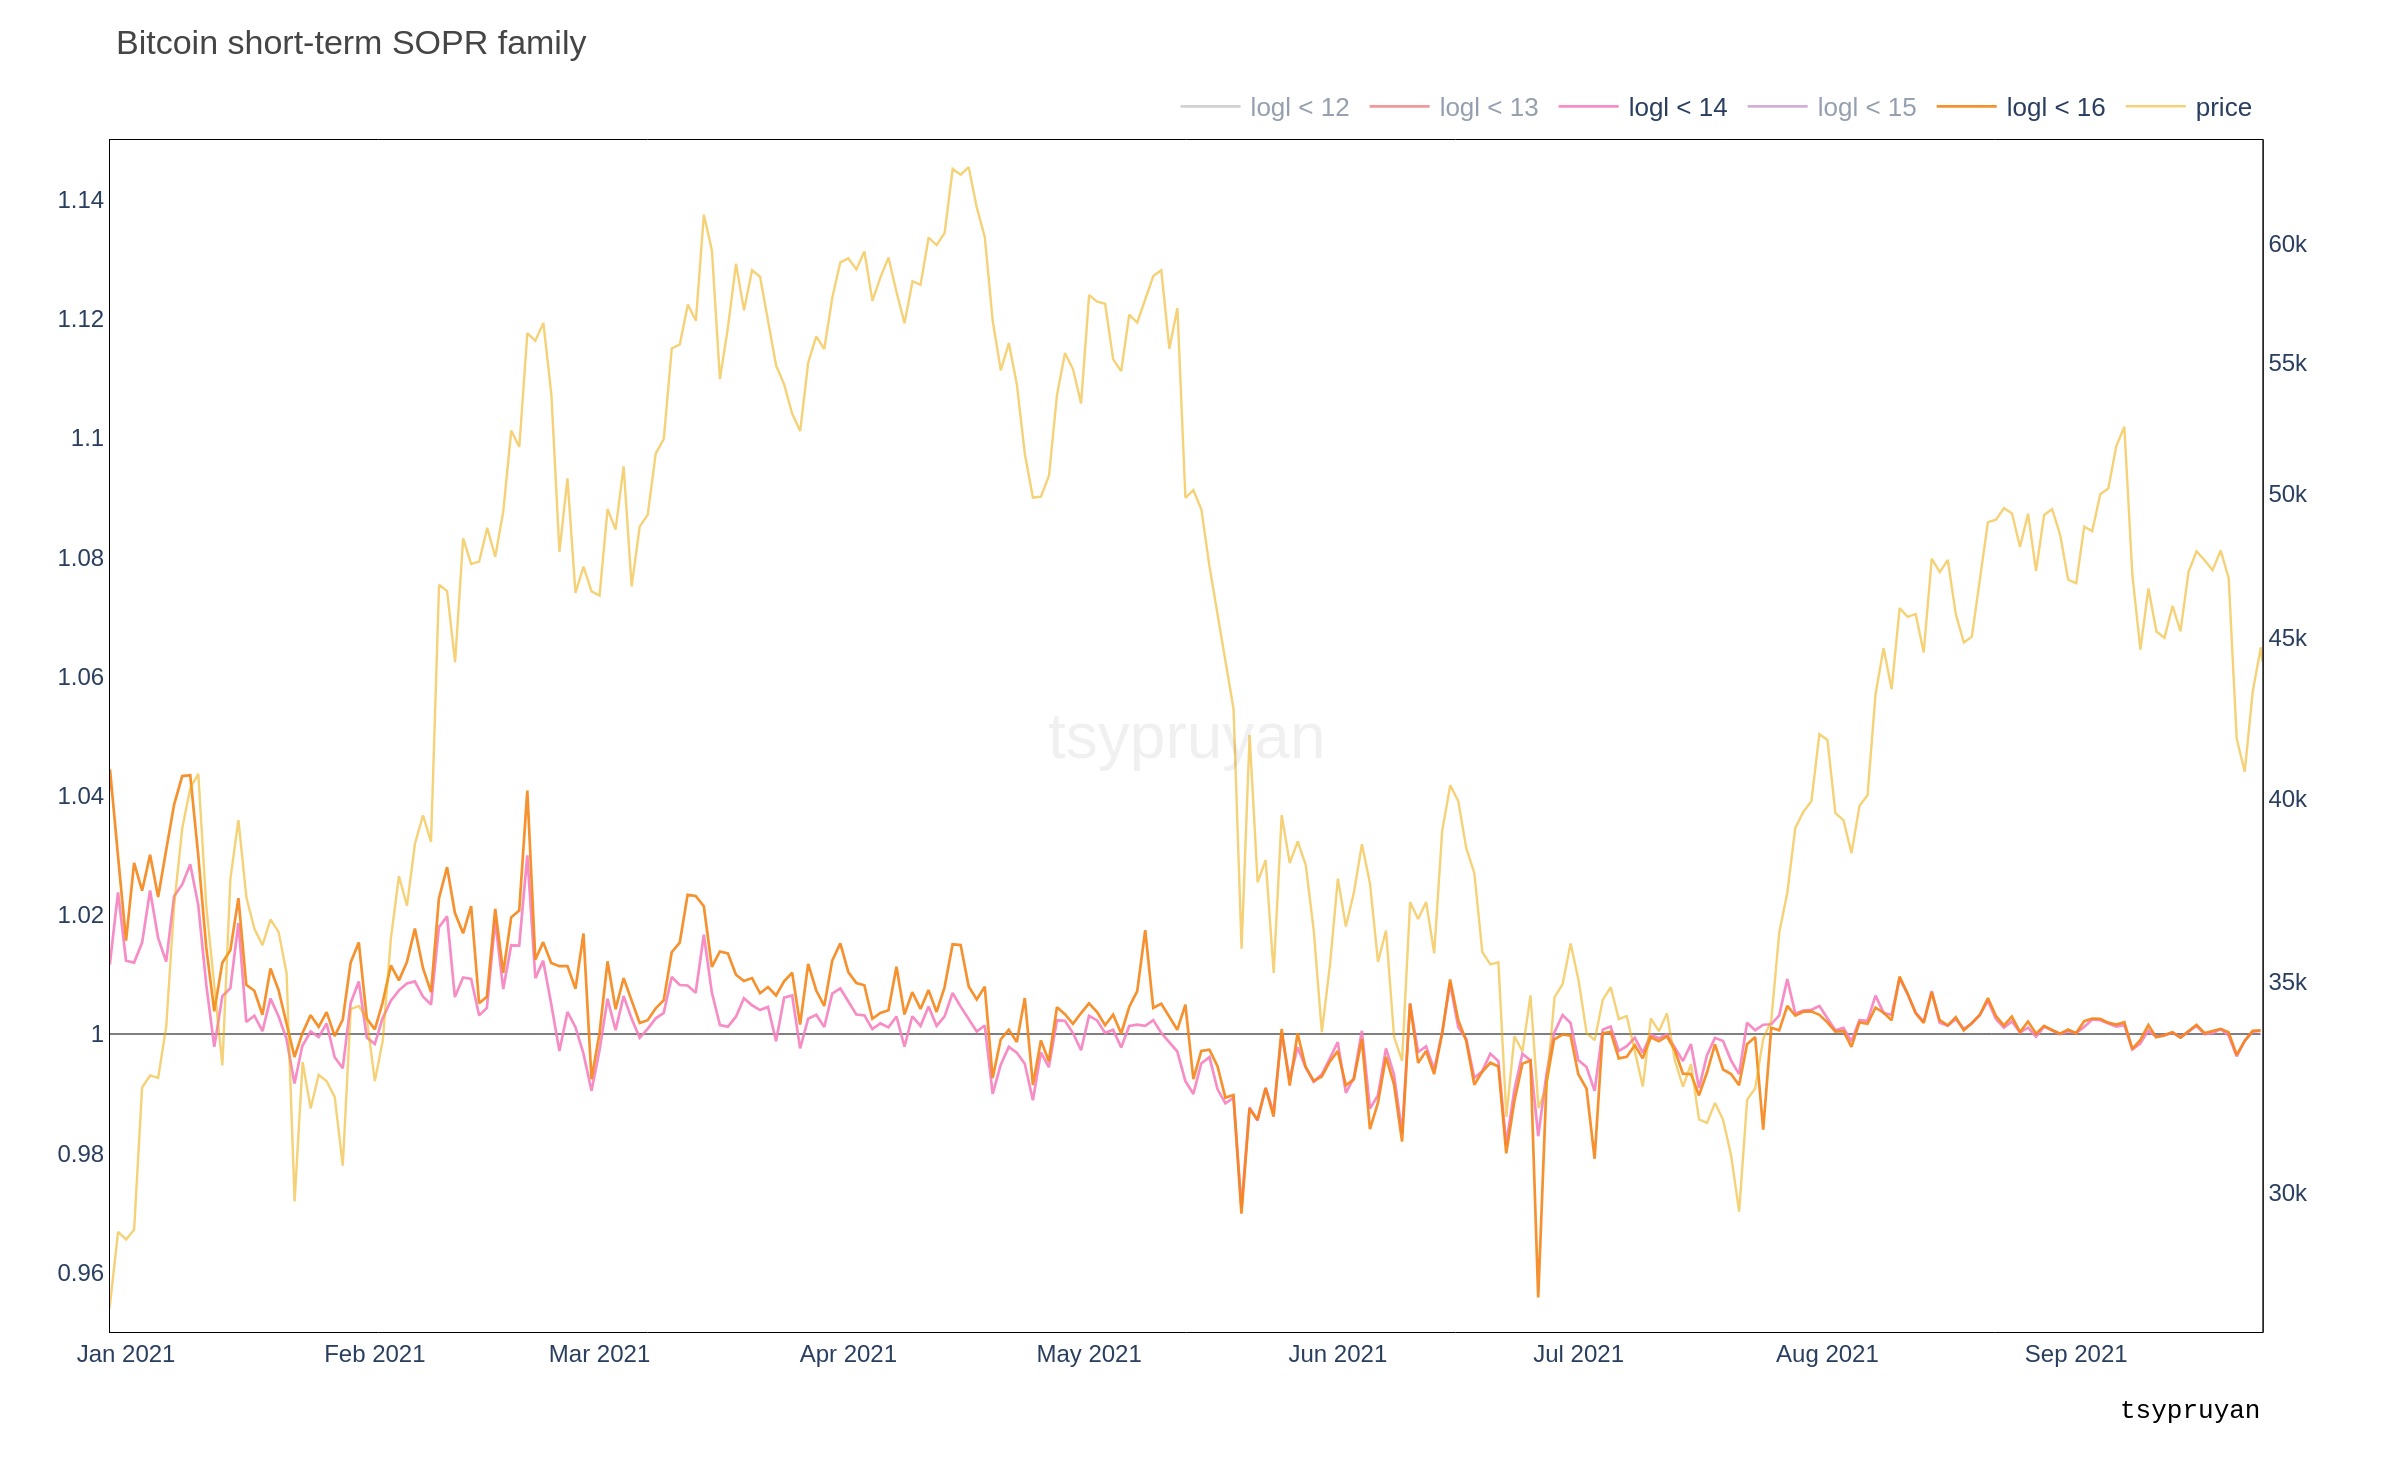 Bitcoin short-term SOPR family
logl < 12 logl < 13 logl < 14 logl < 15 logl < 16 price
1.14
1.12
1.1
1.08
1.06
1.04
1.02
1
0.98
0.96
60k
55k
50k
45k
40k
35k
30k
tsypruyan
Jan 2021 Feb 2021 Mar 2021 Apr 2021 May 2021 Jun 2021 Jul 2021 Aug 2021 Sep 2021
tsypruyan